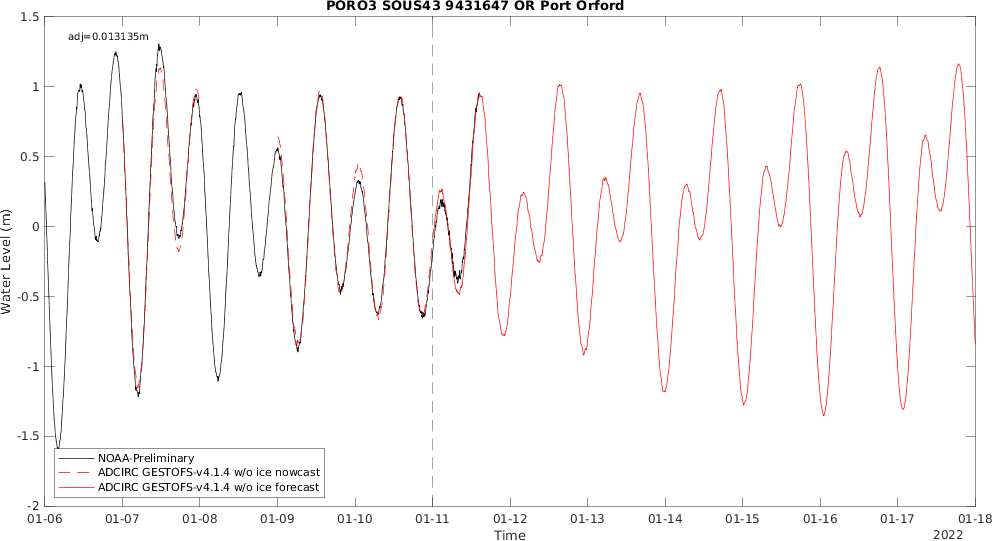 PORO3 SOUS43 9431647 OR Port Orford
adj=0.013135m
1.5
1
0.5
0
-0.5
-1
-1.5
-2
Water Level (m)
NOAA-Preliminary
ADCIRC GESTOFS-v4.1.4 w/o ice nowcast
ADCIRC GESTOFS-v4.1.4 w/o ice forecast
01-06 01-07 01-08 01-09 01-10 01-11 01-12 01-13 01-14 01-15 01-16 01-17 01-18
Time
2022